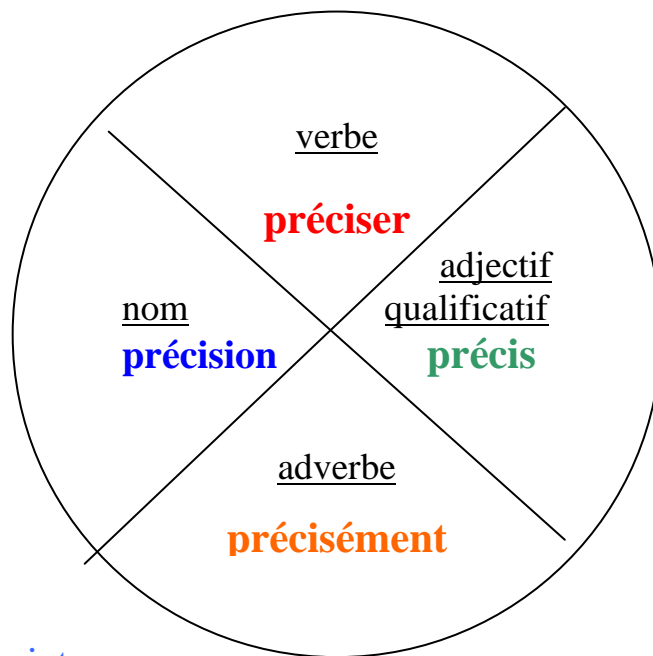 verbe
préciser
adjectif
qualificatif
précis
nom
précision
adverbe
précisément